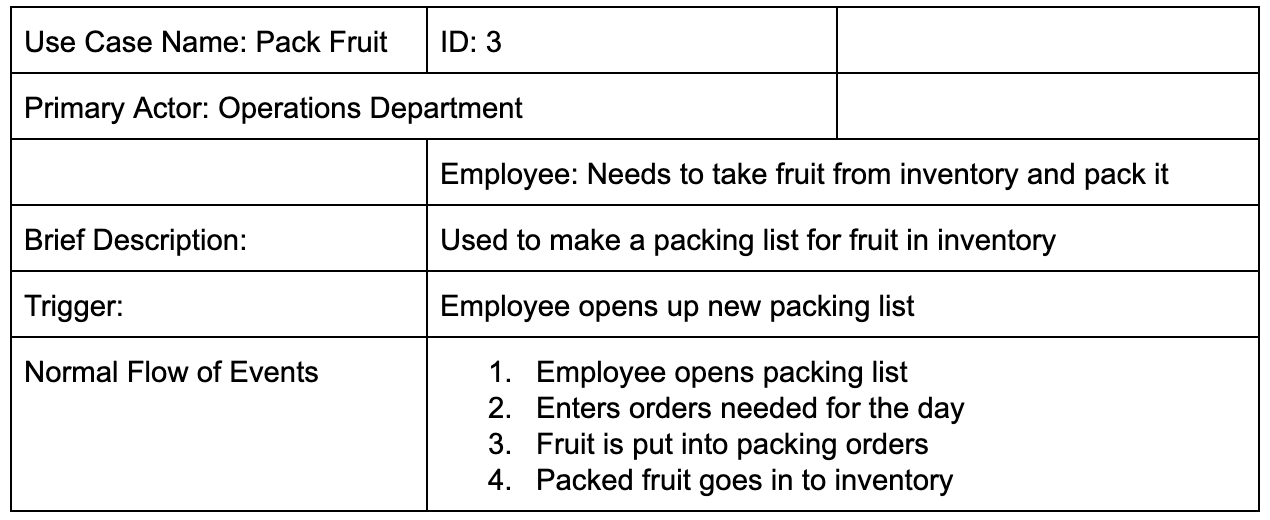 Use Case Name: Pack Fruit
ID: 3
Primary Actor: Operations Department
Employee: Needs to take fruit from inventory and pack it
Brief Description:
Used to make a packing list for fruit in inventory
Trigger:
Employee opens up new packing list
Normal Flow of Events
1. Employee opens packing list
2. Enters orders needed for the day
3. Fruit is put into packing orders
4. Packed fruit goes in to inventory